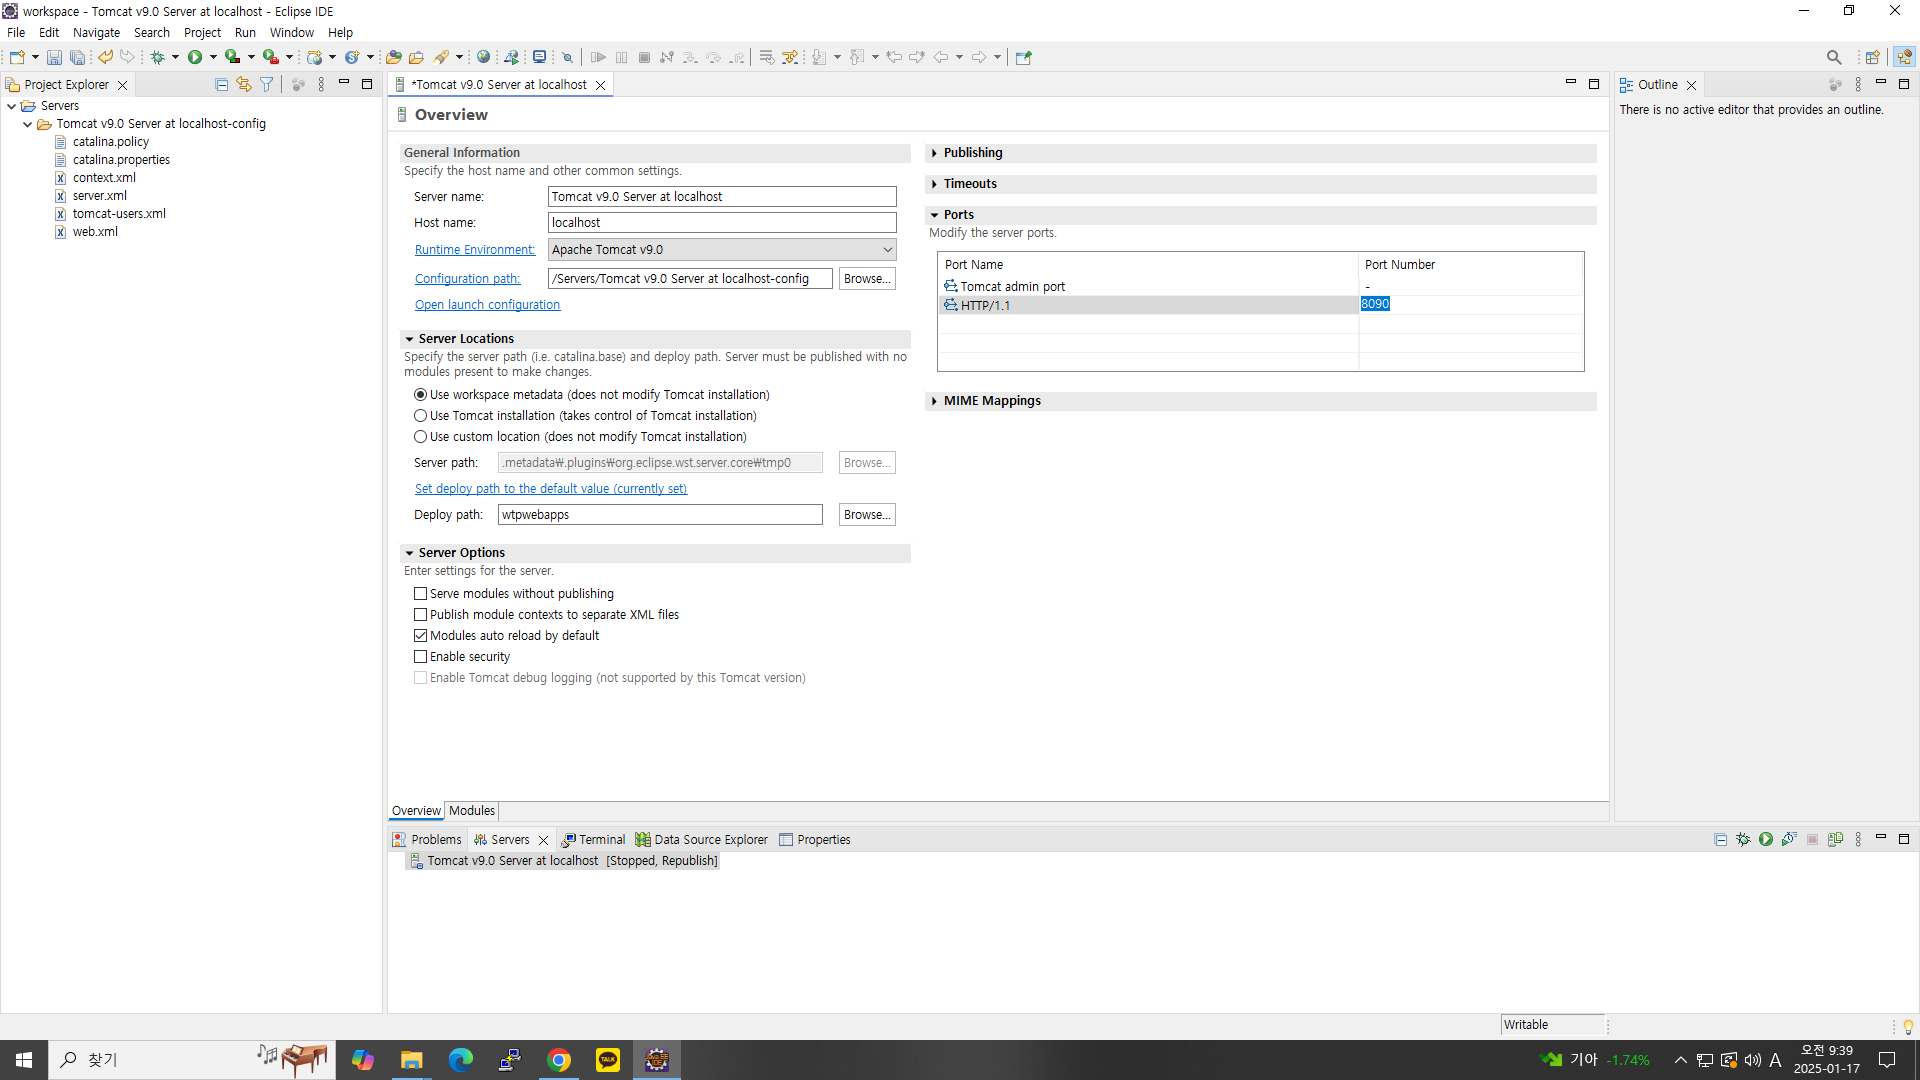 workspace - Tomcat v9.0 Server at localhost - Eclipse IDE
File Edit Navigate Search Project Run Window Help
Project Explorer
Servers
Tomcat v9.0 Server at localhost-config
catalina.policy
catalina.properties
context.xml
server.xml
tomcat-users.xml
web.xml
*Tomcat v9.0 Server at localhost
Overview
General Information
Specify the host name and other common settings.
Server name: Tomcat v9.0 Server at localhost
Host name: localhost
Runtime Environment: Apache Tomcat v9.0
Configuration path: /Servers/Tomcat v9.0 Server at localhost-config Browse...
Open launch configuration
Server Locations
Specify the server path (i.e. catalina.base) and deploy path. Server must be published with no
modules present to make changes.
Use workspace metadata (does not modify Tomcat installation)
Use Tomcat installation (takes control of Tomcat installation)
Use custom location (does not modify Tomcat installation)
Server path: .metadata₩.plugins₩org.eclipse.wst.server.core₩tmp0 Browse...
Set deploy path to the default value (currently set)
Deploy path: wtpwebapps Browse...
Server Options
Enter settings for the server.
Serve modules without publishing
Publish module contexts to separate XML files
Modules auto reload by default
Enable security
Enable Tomcat debug logging (not supported by this Tomcat version)
Publishing
Timeouts
Ports
Modify the server ports.
Port Name Port Number
Tomcat admin port -
HTTP/1.1 8090
MIME Mappings
Overview Modules
Outline
There is no active editor that provides an outline.
Problems Servers Terminal Data Source Explorer Properties
Tomcat v9.0 Server at localhost [Stopped, Republish]
Writable
찾기
TALK
Java EE
IDE
기아 -1.74%
A
오전 9:39
2025-01-17